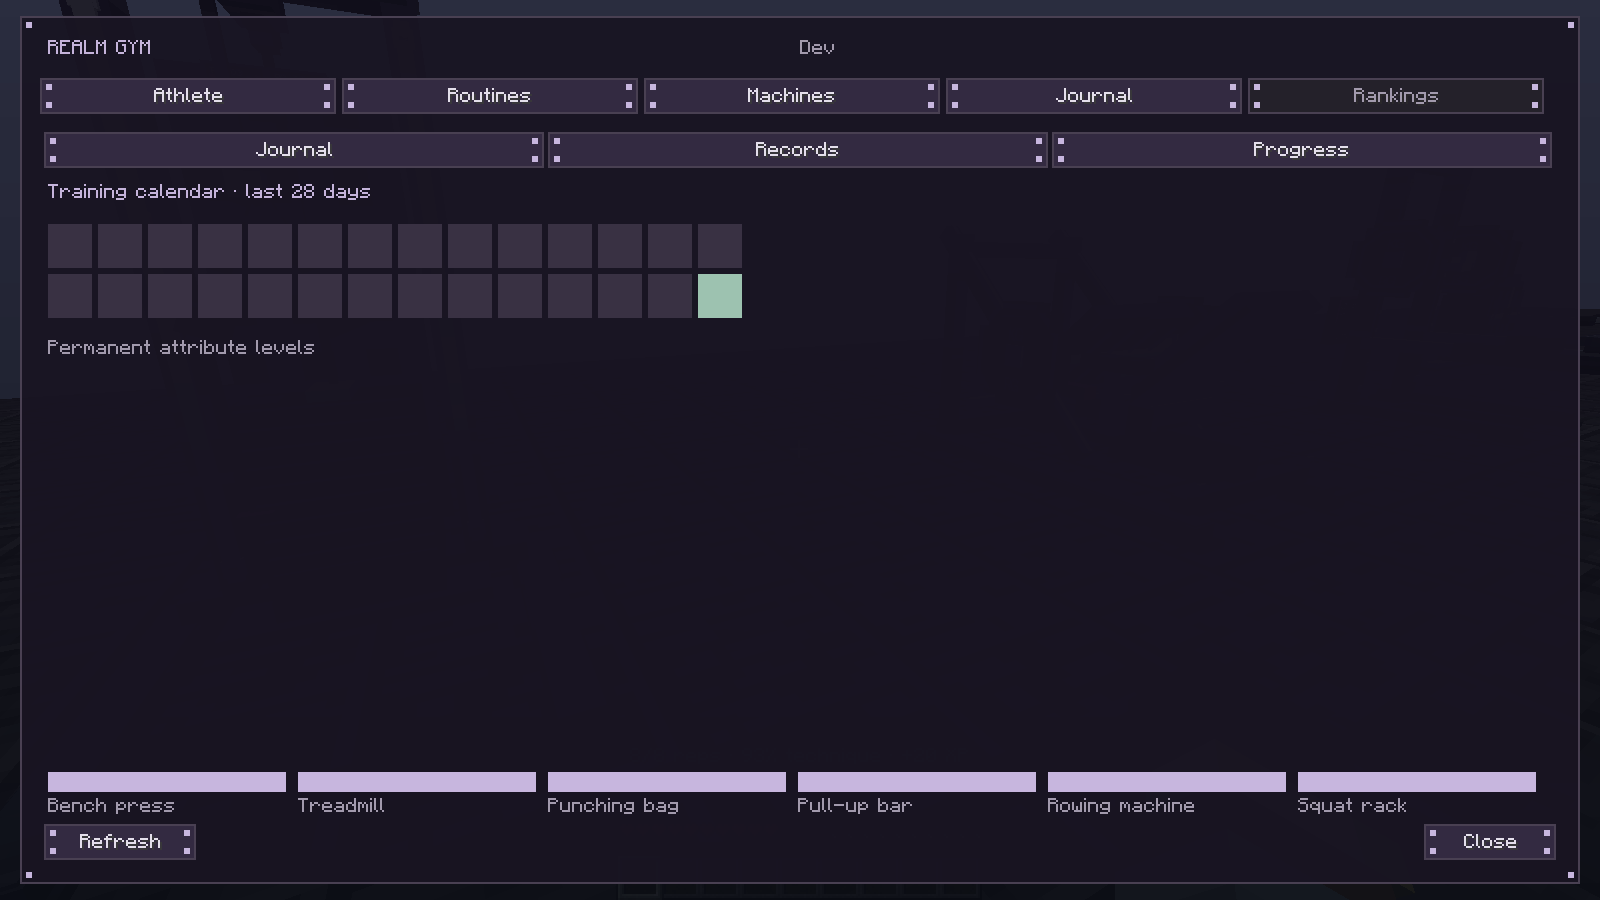 REALM GYM
Dev
Athlete
Routines
Machines
Journal
Rankings
Journal
Records
Progress
Training calendar · last 28 days
Permanent attribute levels
Bench press
Treadmill
Punching bag
Pull-up bar
Rowing machine
Squat rack
Refresh
Close